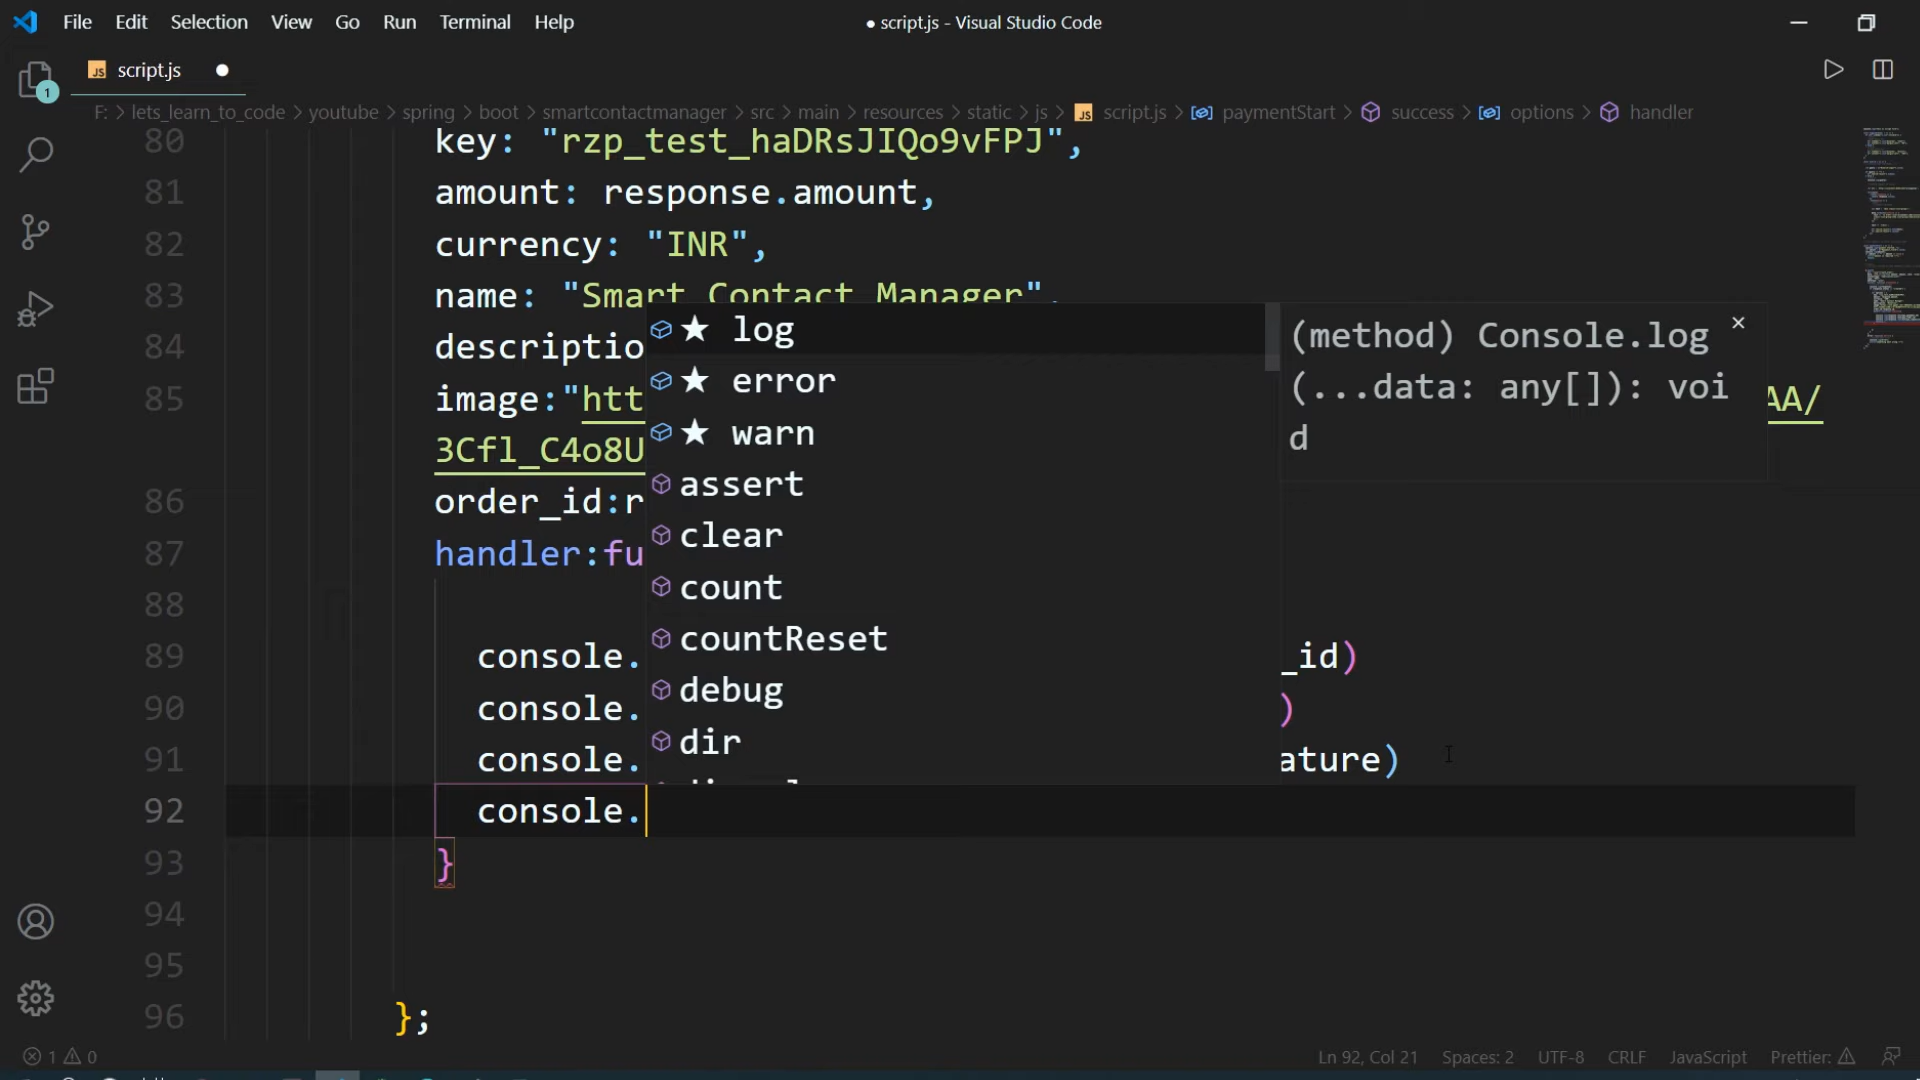 File Edit Selection View Go Run Terminal Help
● script.js - Visual Studio Code
JS script.js ●
1
F: > lets_learn_to_code > youtube > spring > boot > smartcontactmanager > src > main > resources > static > js > JS script.js > paymentStart > success > options > handler
80 key: "rzp_test_haDRsJIQo9vFPJ",
81 amount: response.amount,
82 currency: "INR",
83 name: "Smart Contact Manager",
84 descriptio
85 image:"htt AA/
3Cfl_C4o8U
86 order_id:r
87 handler:fu
88
89 console. _id)
90 console. )
91 console. ature)
92 console.
93 }
94
95
96 };
★ log
★ error
★ warn
assert
clear
count
countReset
debug
dir
(method) Console.log
(...data: any[]): voi
d
1 0
Ln 92, Col 21 Spaces: 2 UTF-8 CRLF JavaScript Prettier: